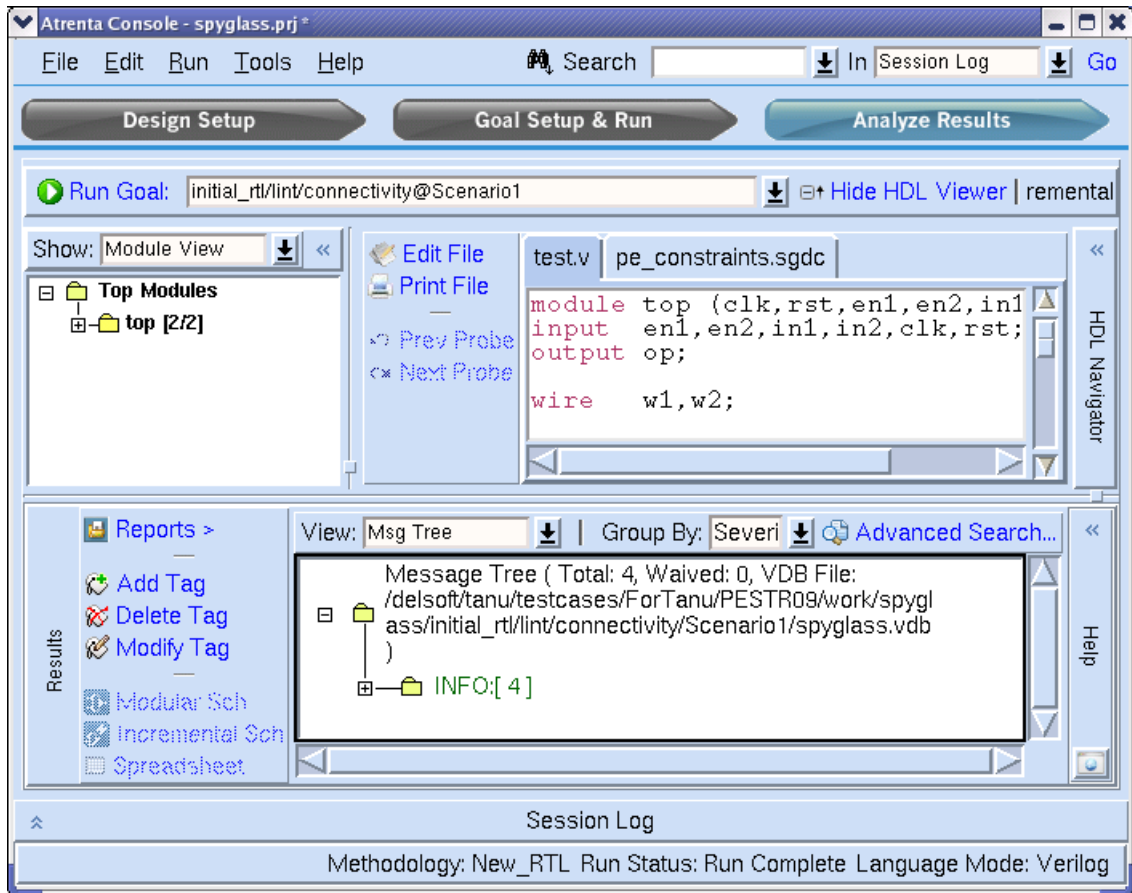 Atrenta Console - spyglass.prj *
File Edit Run Tools Help Search In Session Log Go
Design Setup Goal Setup & Run Analyze Results
Run Goal: initial_rtl/lint/connectivity@Scenario1 Hide HDL Viewer | remental
Show: Module View «
Top Modules
top [2/2]
Edit File
Print File
Prev Probe
Next Probe
test.v pe_constraints.sgdc
module top (clk,rst,en1,en2,in1
input en1,en2,in1,in2,clk,rst;
output op;
wire w1,w2;
«
HDL Navigator
Results
Reports >
Add Tag
Delete Tag
Modify Tag
Modular Sch
Incremental Sch
Spreadsheet
View: Msg Tree | Group By: Severi Advanced Search...
Message Tree ( Total: 4, Waived: 0, VDB File:
/delsoft/tanu/testcases/ForTanu/PESTR09/work/spygl
ass/initial_rtl/lint/connectivity/Scenario1/spyglass.vdb
)
INFO:[ 4 ]
«
Help
Session Log
Methodology: New_RTL Run Status: Run Complete Language Mode: Verilog